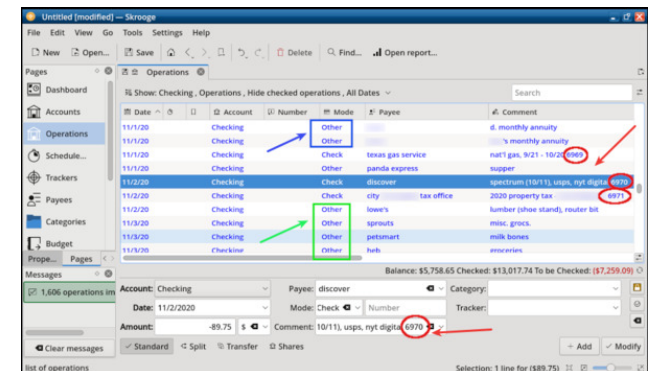 Untitled [modified] — Skrooge
File Edit View Go Tools Settings Help
New Open... Save Delete Find... Open report...
Pages Operations
Dashboard
Accounts
Operations
Schedule...
Trackers
Payees
Categories
Budget
Prope... Pages
Messages
1,606 operations im
Clear messages
list of operations
Show: Checking , Operations , Hide checked operations , All Dates Search
Date Account Number Mode Payee Comment
11/1/20 Checking Other d. monthly annuity
11/1/20 Checking Other 's monthly annuity
11/1/20 Checking Check texas gas service nat'l gas, 9/21 - 10/20 6969
11/1/20 Checking Other panda express supper
11/2/20 Checking Check discover spectrum (10/11), usps, nyt digita 6970
11/2/20 Checking Check city tax office 2020 property tax - 6971
11/2/20 Checking Other lowe's lumber (shoe stand), router bit
11/3/20 Checking Other sprouts misc. grocs.
11/3/20 Checking Other petsmart milk bones
11/3/20 Checking Other heb groceries
Balance: $5,758.65 Checked: $13,017.74 To be Checked: ($7,259.09)
Account: Checking Payee: discover Category:
Date: 11/2/2020 Mode: Check Number Tracker:
Amount: -89.75 $ Comment: 10/11), usps, nyt digita 6970
Standard Split Transfer Shares + Add Modify
Selection: 1 line for ($89.75)